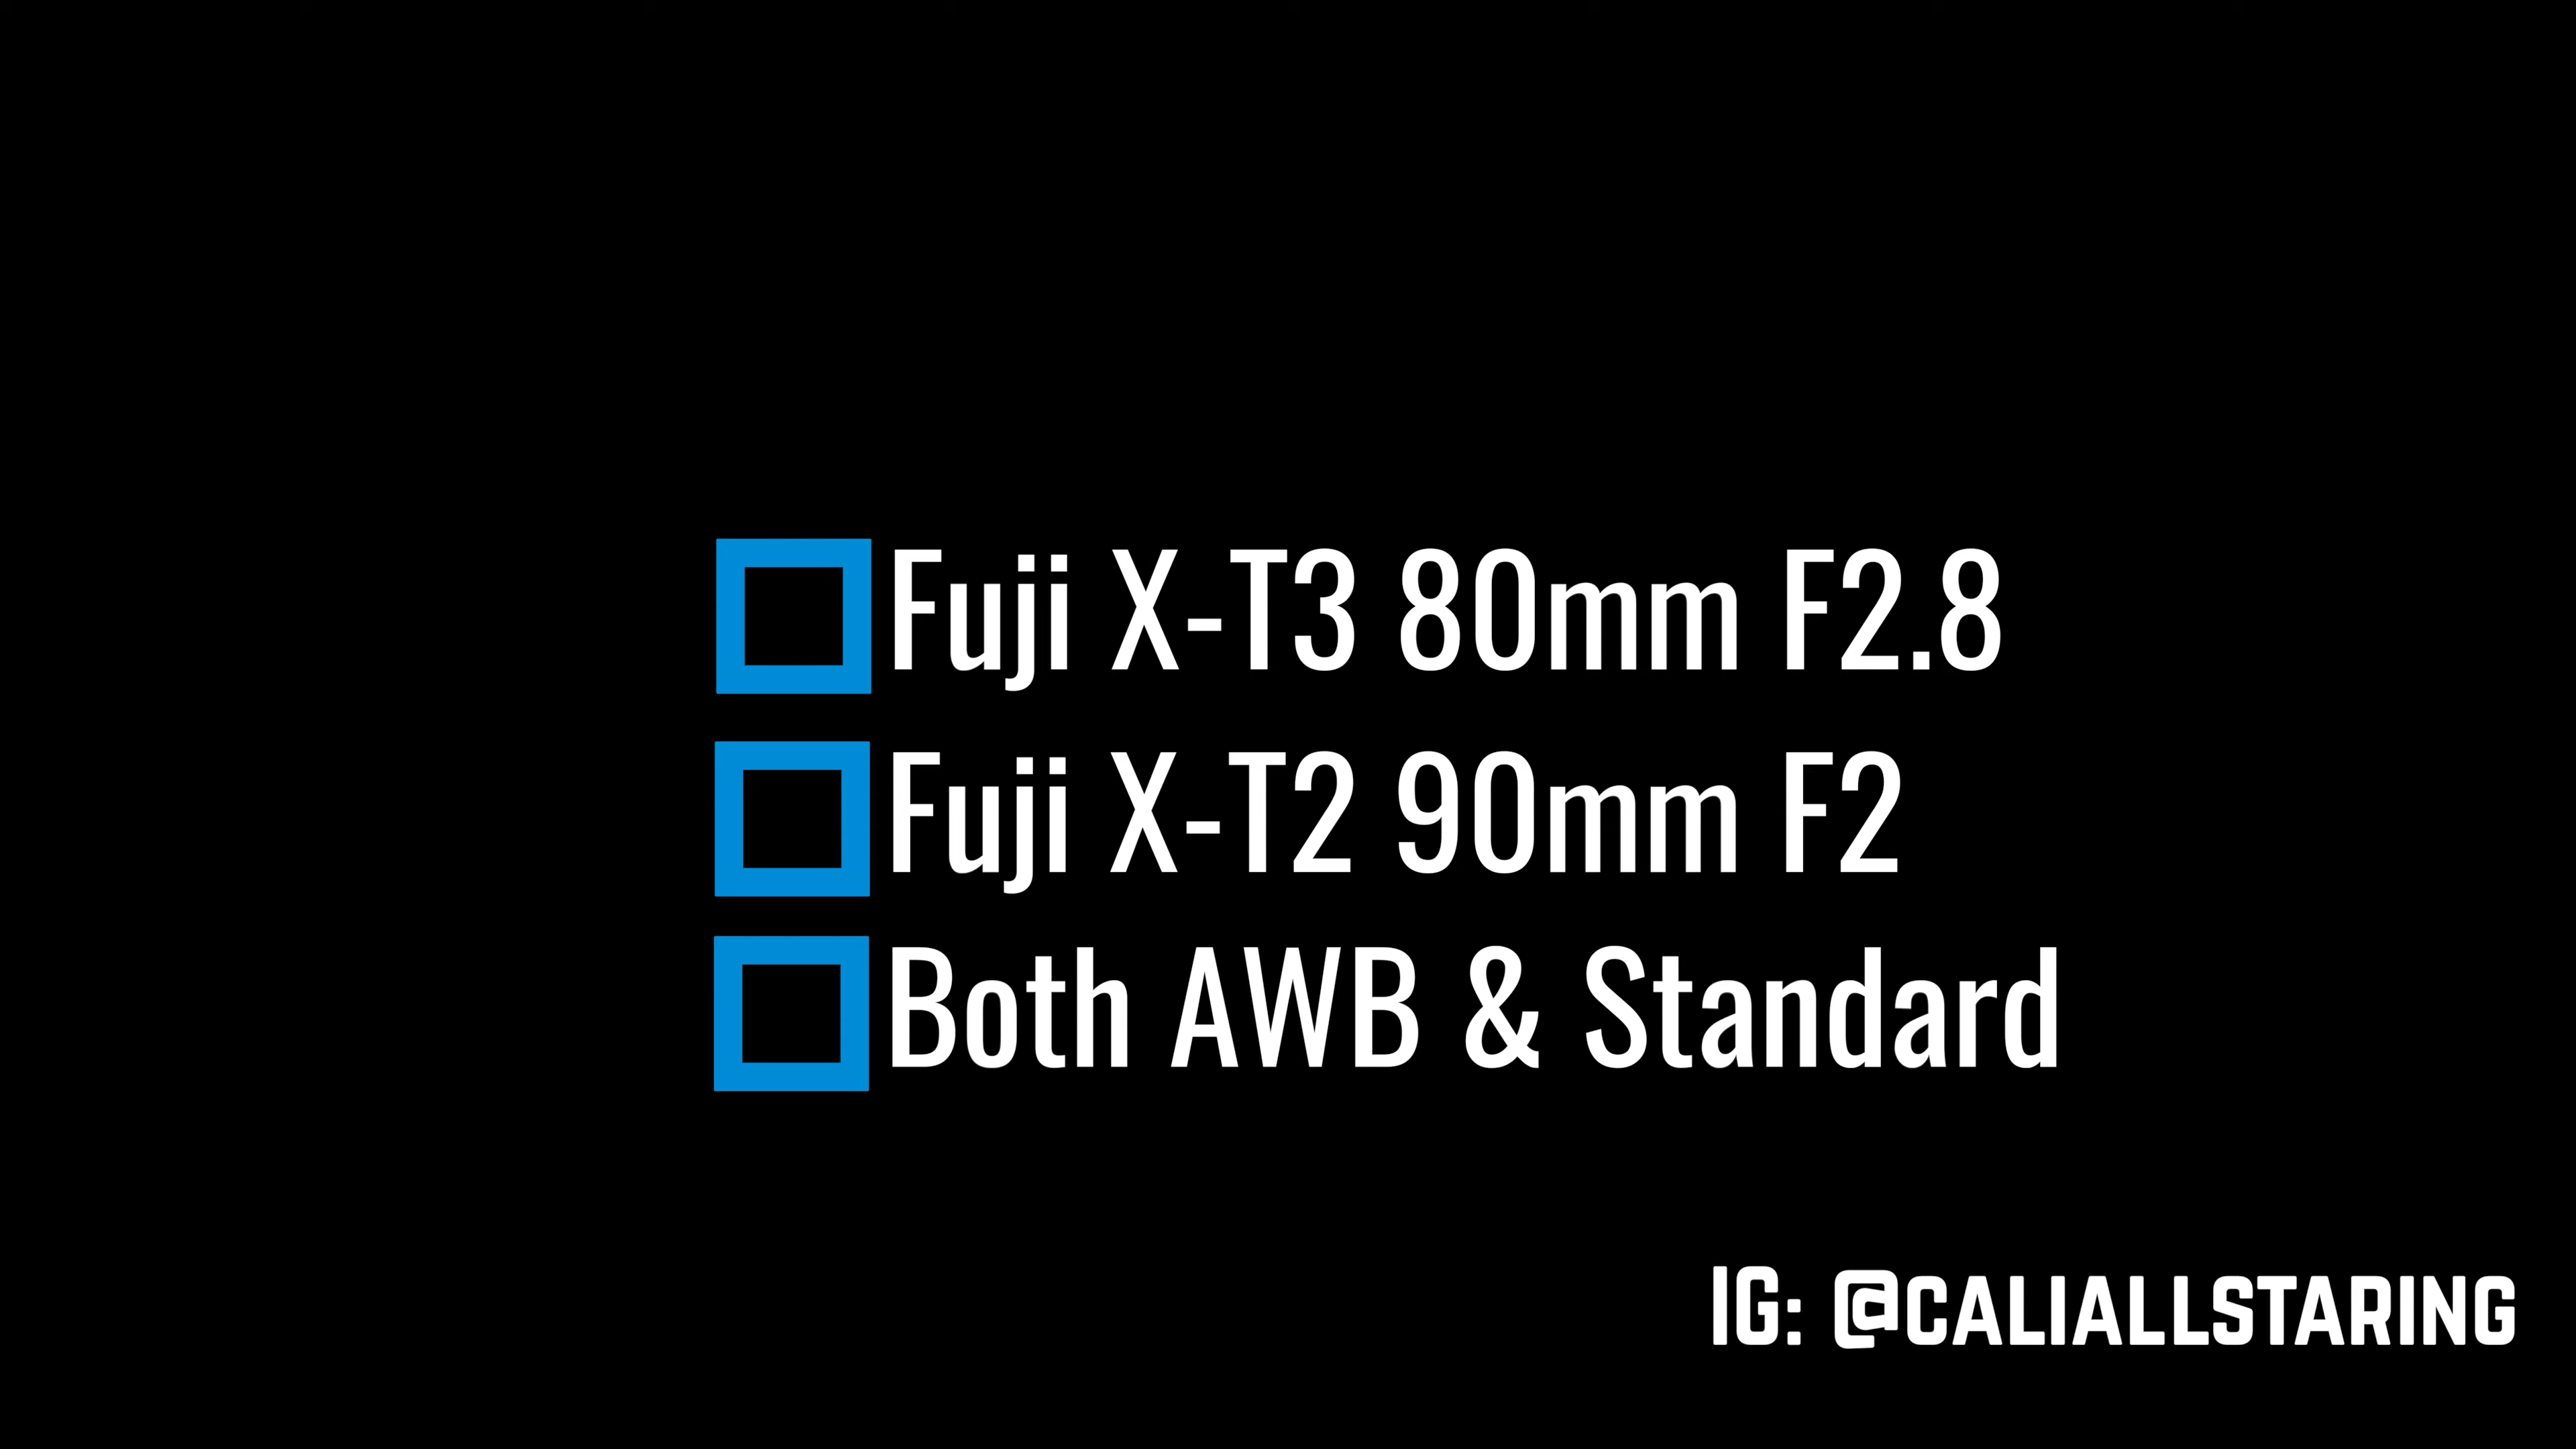 Fuji X-T3 80mm F2.8
Fuji X-T2 90mm F2
Both AWB & Standard
IG: @CALIALLSTARING